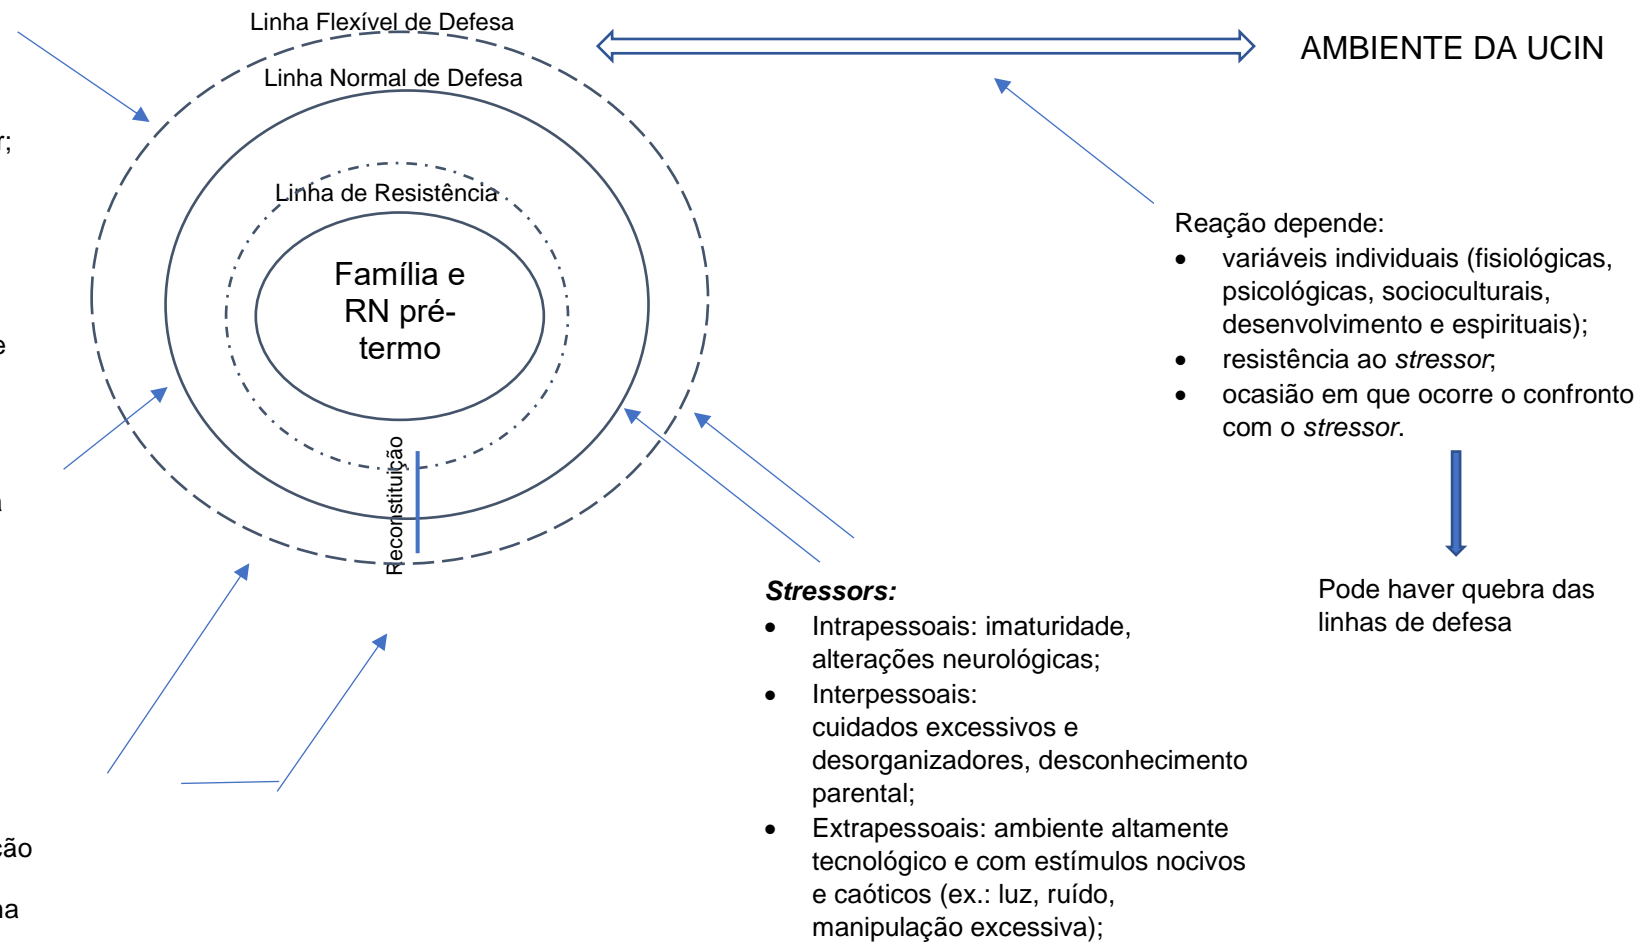 Linha Flexível de Defesa
AMBIENTE DA UCIN
Linha Normal de Defesa
r;
Linha de Resistência
Família e
RN pré-
termo
e
a
Reconstituição
Reação depende:
• variáveis individuais (fisiológicas,
psicológicas, socioculturais,
desenvolvimento e espirituais);
• resistência ao stressor;
• ocasião em que ocorre o confronto
com o stressor.
Pode haver quebra das
linhas de defesa
Stressors:
• Intrapessoais: imaturidade,
alterações neurológicas;
• Interpessoais:
cuidados excessivos e
desorganizadores, desconhecimento
parental;
• Extrapessoais: ambiente altamente
tecnológico e com estímulos nocivos
e caóticos (ex.: luz, ruído,
manipulação excessiva);
ção
na